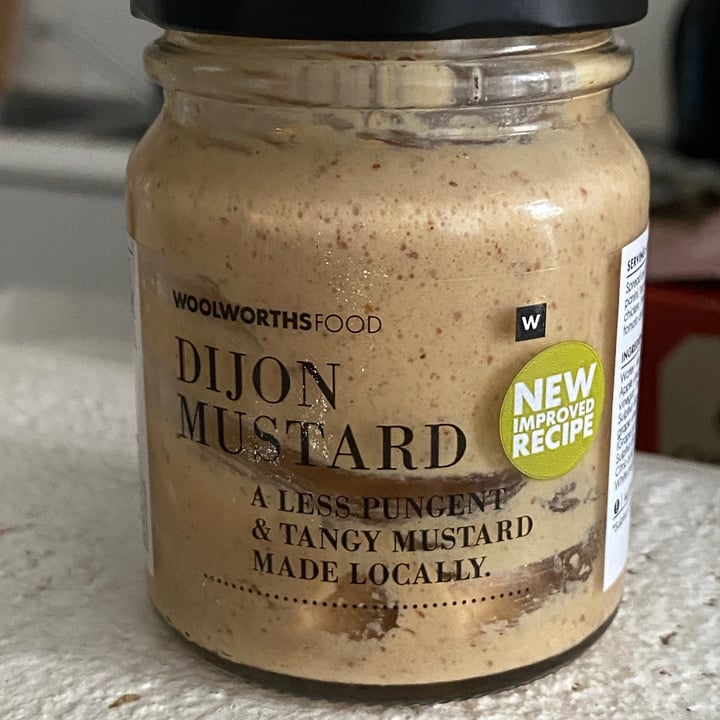 WOOLWORTHSFOOD
W
DIJON
MUSTARD
NEW
IMPROVED
RECIPE
A LESS PUNGENT
& TANGY MUSTARD
MADE LOCALLY.